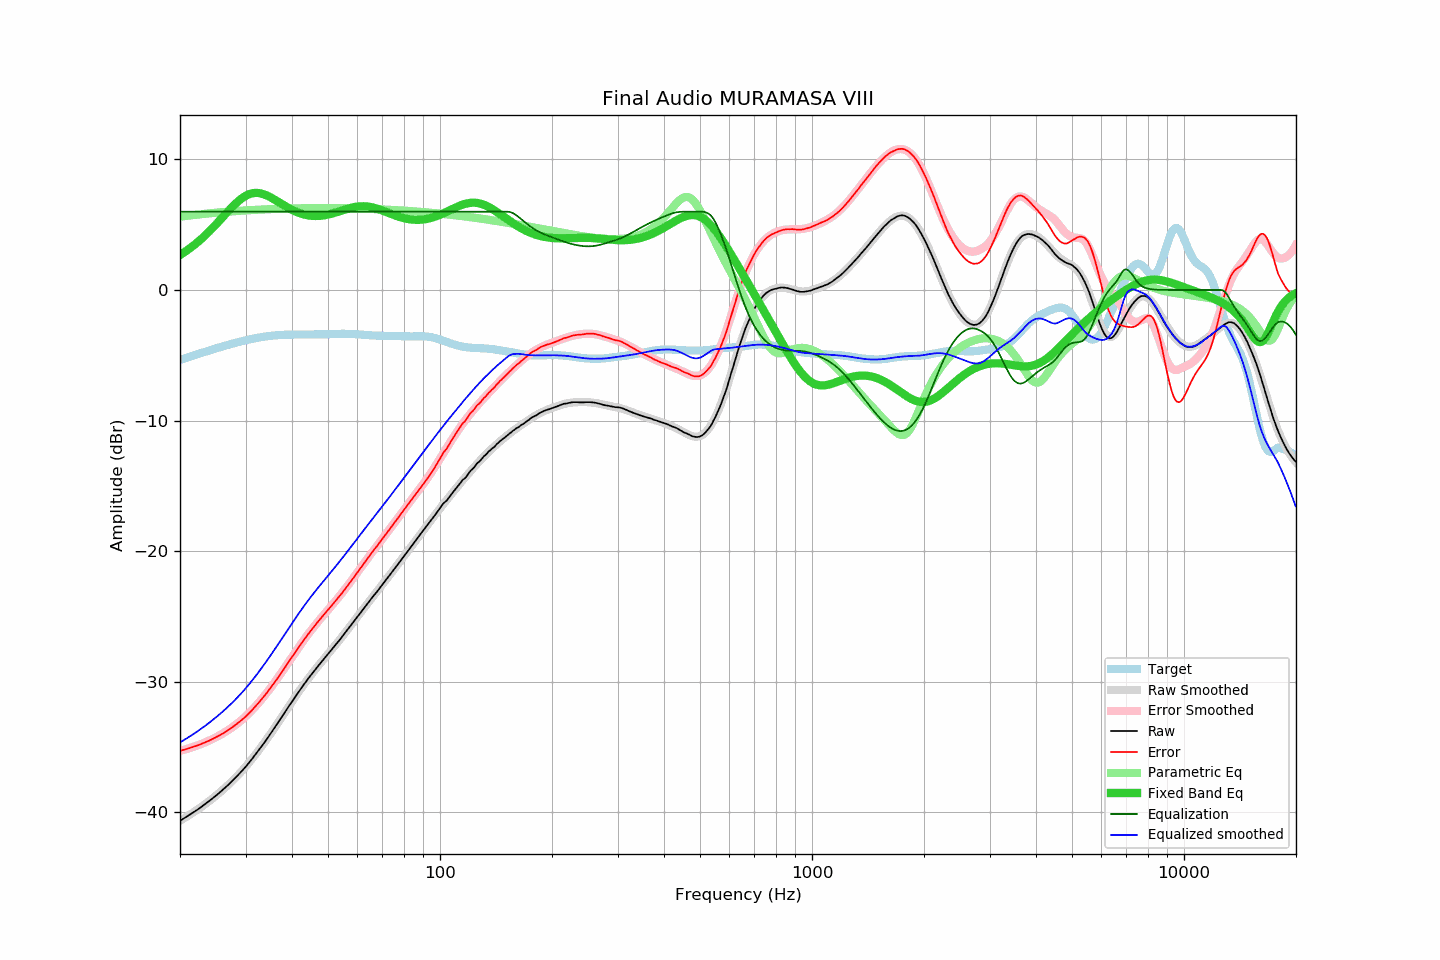 Final Audio MURAMASA VIII
10
0
−10
−20
−30
−40
Amplitude (dBr)
100
1000
10000
Frequency (Hz)
Target
Raw Smoothed
Error Smoothed
Raw
Error
Parametric Eq
Fixed Band Eq
Equalization
Equalized smoothed